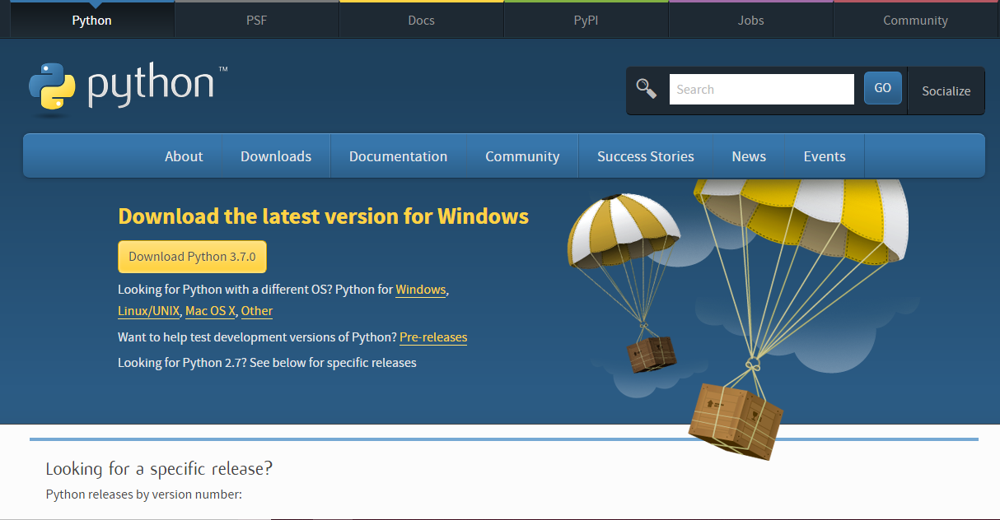 Python PSF Docs PyPI Jobs Community
python™
Search GO Socialize
About Downloads Documentation Community Success Stories News Events
Download the latest version for Windows
Download Python 3.7.0
Looking for Python with a different OS? Python for Windows,
Linux/UNIX, Mac OS X, Other
Want to help test development versions of Python? Pre-releases
Looking for Python 2.7? See below for specific releases
Looking for a specific release?
Python releases by version number: